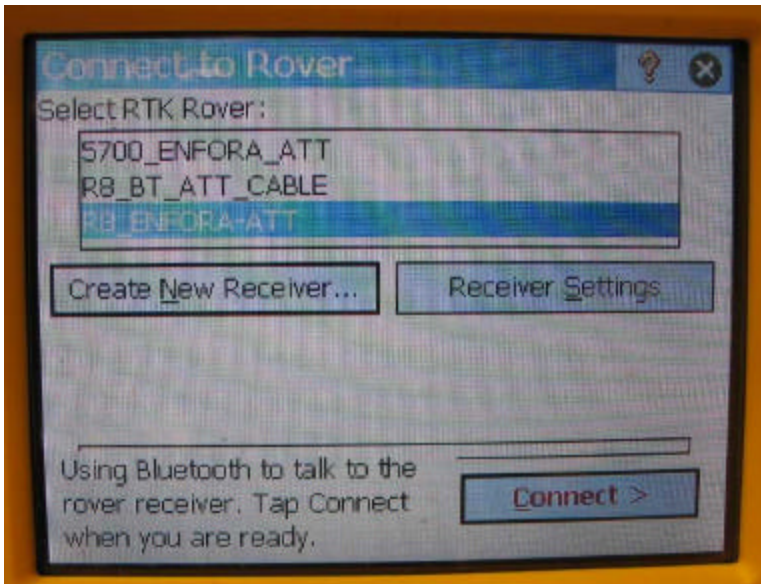 Connect to Rover
?
Select RTK Rover:
5700_ENFORA_ATT
R8_BT_ATT_CABLE
R8_ENFORA-ATT
Create New Receiver...
Receiver Settings
Using Bluetooth to talk to the
rover receiver. Tap Connect
when you are ready.
Connect >